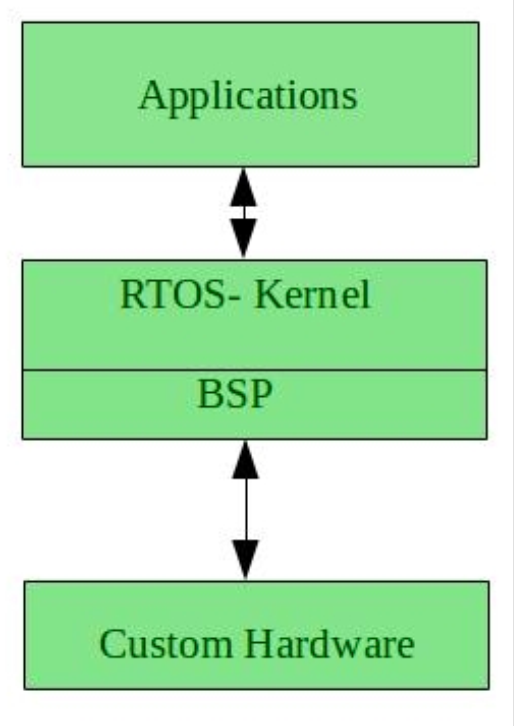 Applications
RTOS- Kernel
BSP
Custom Hardware